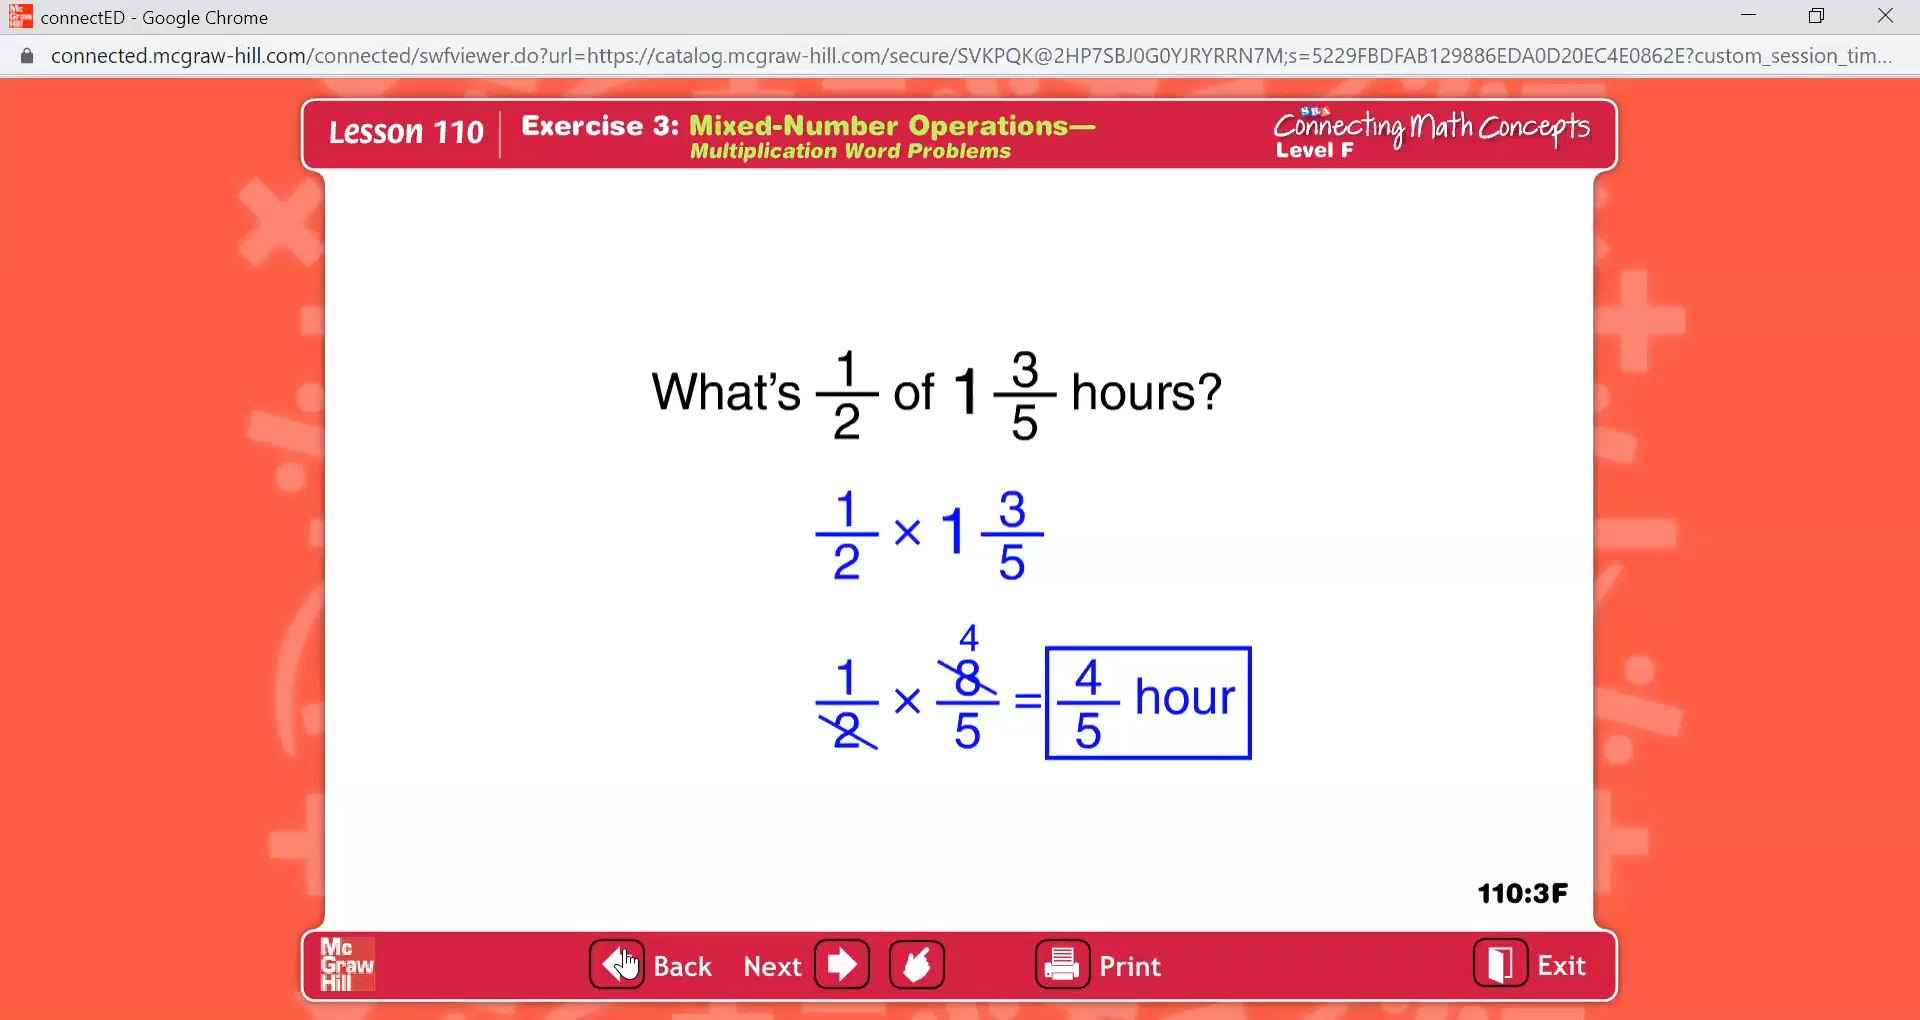 connectED - Google Chrome
connected.mcgraw-hill.com/connected/swfviewer.do?url=https://catalog.mcgraw-hill.com/secure/SVKPQK@2HP7SBJ0G0YJRYRRN7M;s=5229FBDFAB129886EDA0D20EC4E0862E?custom_session_tim...
Lesson 110
Exercise 3: Mixed-Number Operations—
Multiplication Word Problems
SRA
Connecting Math Concepts
Level F
What's 1/2 of 1 3/5 hours?
1/2 × 1 3/5
4
1/2 × 8/5 = 4/5 hour
110:3F
Mc
Graw
Hill
Back
Next
Print
Exit